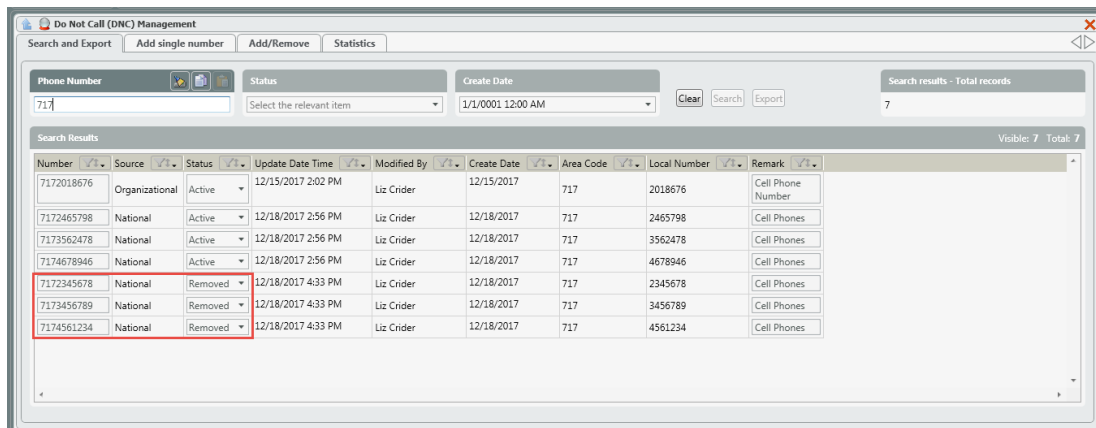 Do Not Call (DNC) Management
Search and Export Add single number Add/Remove Statistics
Phone Number Status Create Date Search results - Total records
717 Select the relevant item 1/1/0001 12:00 AM Clear Search Export 7
Search Results Visible: 7 Total: 7
Number Source Status Update Date Time Modified By Create Date Area Code Local Number Remark
7172018676 Organizational Active 12/15/2017 2:02 PM Liz Crider 12/15/2017 717 2018676 Cell Phone
Number
7172465798 National Active 12/18/2017 2:56 PM Liz Crider 12/18/2017 717 2465798 Cell Phones
7173562478 National Active 12/18/2017 2:56 PM Liz Crider 12/18/2017 717 3562478 Cell Phones
7174678946 National Active 12/18/2017 2:56 PM Liz Crider 12/18/2017 717 4678946 Cell Phones
7172345678 National Removed 12/18/2017 4:33 PM Liz Crider 12/18/2017 717 2345678 Cell Phones
7173456789 National Removed 12/18/2017 4:33 PM Liz Crider 12/18/2017 717 3456789 Cell Phones
7174561234 National Removed 12/18/2017 4:33 PM Liz Crider 12/18/2017 717 4561234 Cell Phones